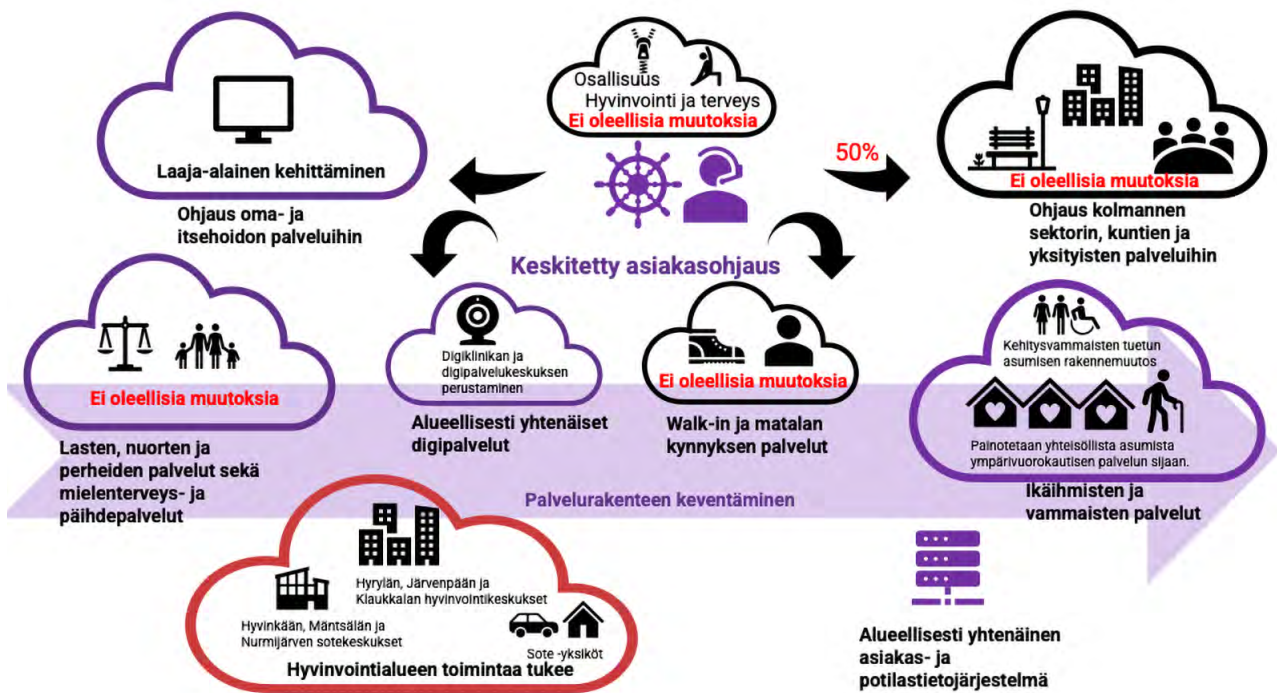 Osallisuus
Hyvinvointi ja terveys
Ei oleellisia muutoksia
50%
Laaja-alainen kehittäminen
Ohjaus oma- ja
itsehoidon palveluihin
Ei oleellisia muutoksia
Ohjaus kolmannen
sektorin, kuntien ja
yksityisten palveluihin
Keskitetty asiakasohjaus
Ei oleellisia muutoksia
Lasten, nuorten ja
perheiden palvelut sekä
mielenterveys- ja
päihdepalvelut
Digiklinikan ja
digipalvelukeskuksen
perustaminen
Alueellisesti yhtenäiset
digipalvelut
Ei oleellisia muutoksia
Walk-in ja matalan
kynnyksen palvelut
Kehitysvammaisten tuetun
asumisen rakennemuutos
Painotetaan yhteisöllistä asumista
ympärivuorokautisen palvelun sijaan.
Ikäihmisten ja
vammaisten palvelut
Palvelurakenteen keventäminen
Hyrylän, Järvenpään ja
Klaukkalan hyvinvointikeskukset
Hyvinkään, Mäntsälän ja
Nurmijärven sotekeskukset
Sote -yksiköt
Hyvinvointialueen toimintaa tukee
Alueellisesti yhtenäinen
asiakas- ja
potilastietojärjestelmä